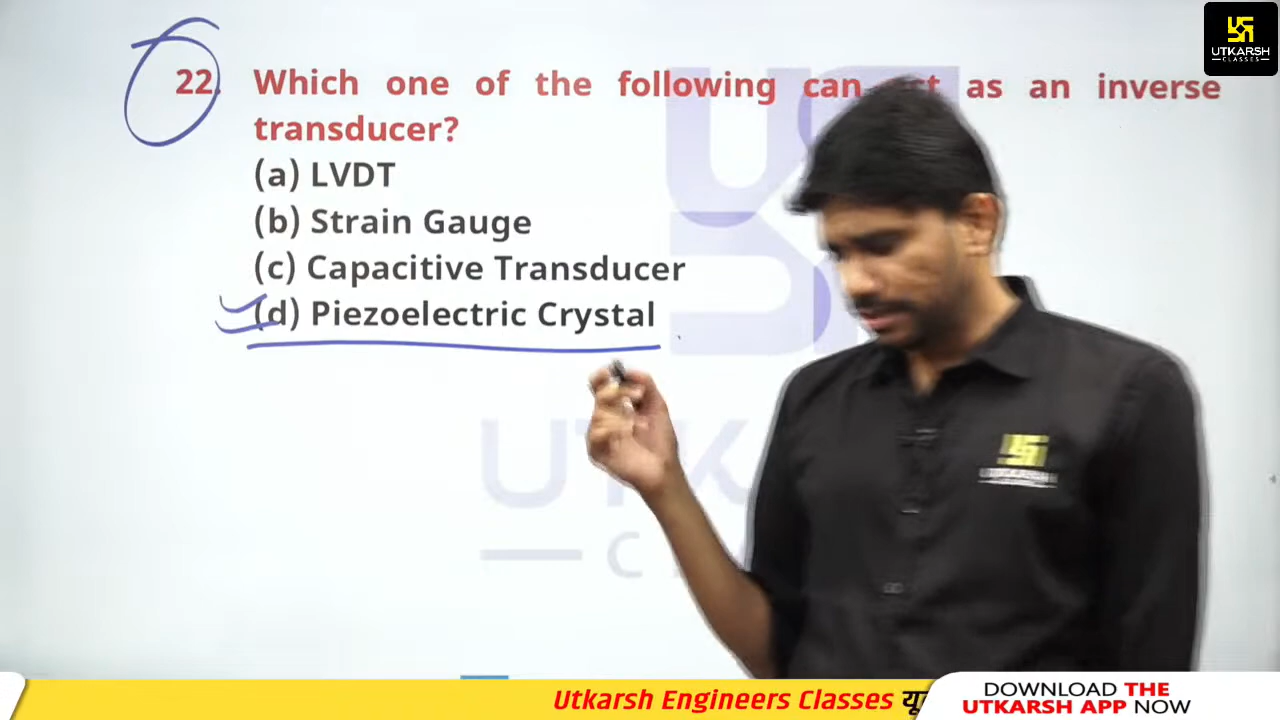 UTKARSH
CLASSES
22. Which one of the following can act as an inverse
transducer?
(a) LVDT
(b) Strain Gauge
(c) Capacitive Transducer
(d) Piezoelectric Crystal
Utkarsh Engineers Classes
DOWNLOAD THE
UTKARSH APP NOW